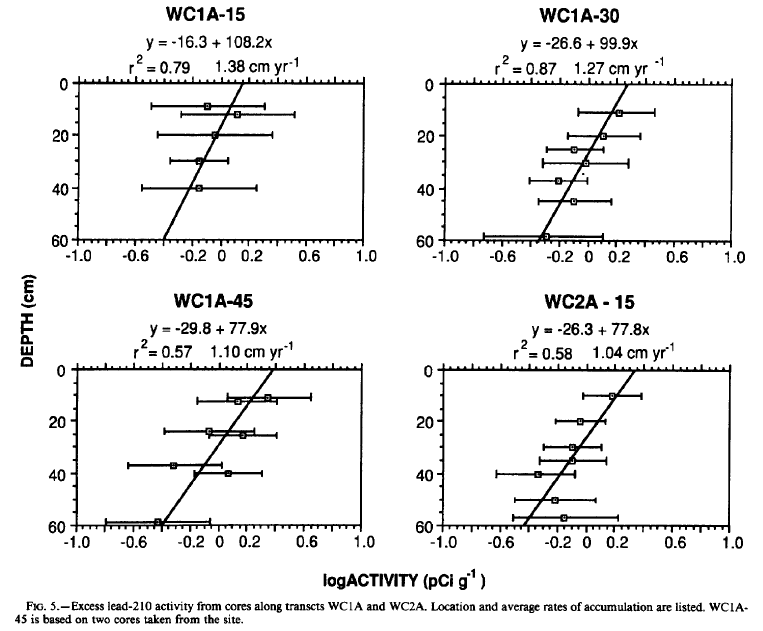 WC1A-15
y = -16.3 + 108.2x
r2 = 0.79 1.38 cm yr-1
0
20
40
60
-1.0 -0.6 -0.2 0 0.2 0.6 1.0
WC1A-30
y = -26.6 + 99.9x
r2 = 0.87 1.27 cm yr -1
0
20
40
60
-1.0 -0.6 -0.2 0 0.2 0.6 1.0
DEPTH (cm)
WC1A-45
y = -29.8 + 77.9x
r2 = 0.57 1.10 cm yr-1
0
20
40
60
-1.0 -0.6 -0.2 0 0.2 0.6 1.0
WC2A - 15
y = -26.3 + 77.8x
r2 = 0.58 1.04 cm yr-1
0
20
40
60
-1.0 -0.6 -0.2 0 0.2 0.6 1.0
logACTIVITY (pCi g-1)
FIG. 5.—Excess lead-210 activity from cores along transcts WC1A and WC2A. Location and average rates of accumulation are listed. WC1A-
45 is based on two cores taken from the site.